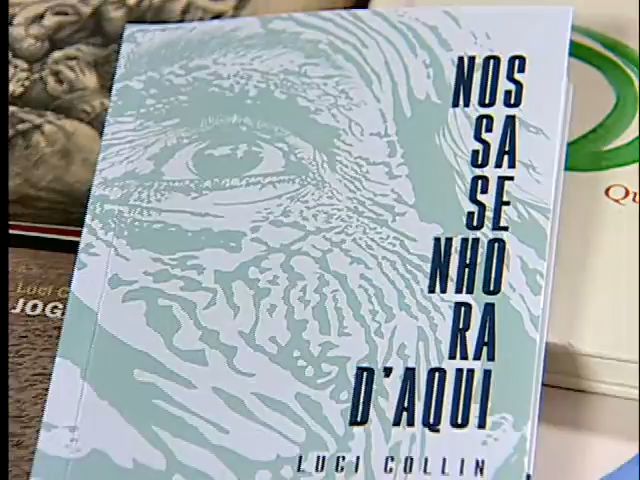 NOS
SA
SE
NHO
RA
D'AQUI
LUCI COLLIN
Luci C
JOG
Qu